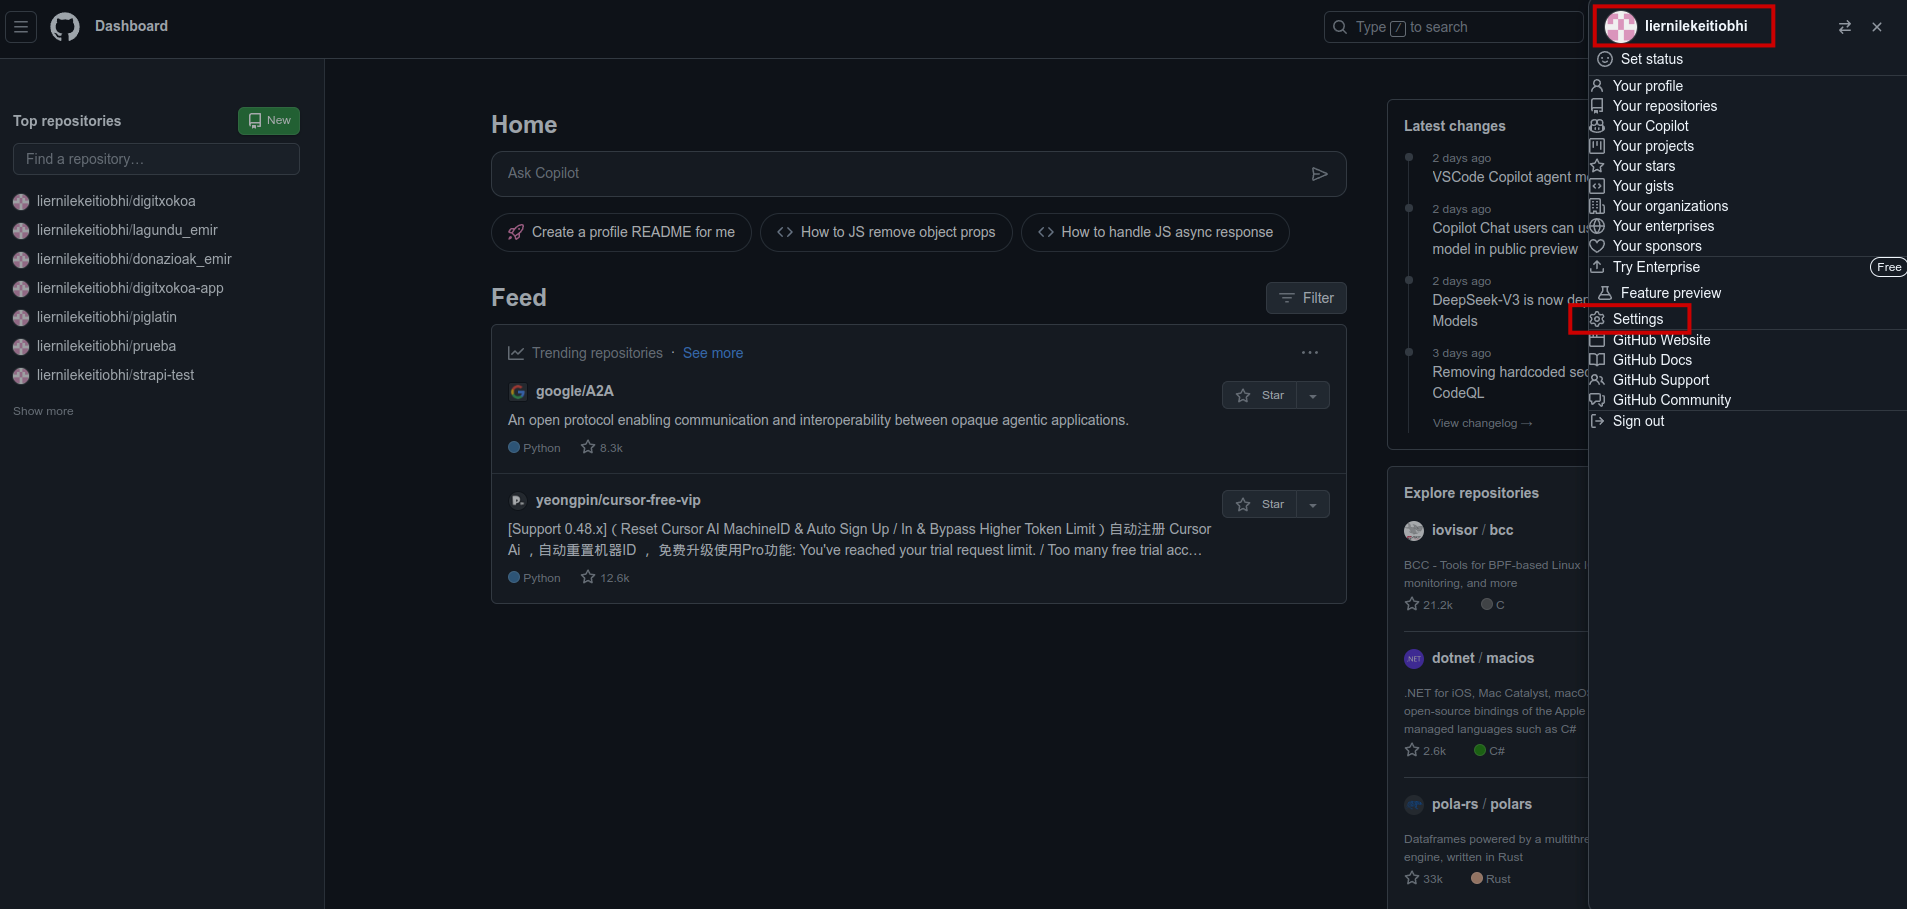 Dashboard
Type / to search
liernilekeitiobhi
Set status
Your profile
Your repositories
Your Copilot
Your projects
Your stars
Your gists
Your organizations
Your enterprises
Your sponsors
Try Enterprise
Free
Feature preview
Settings
GitHub Website
GitHub Docs
GitHub Support
GitHub Community
Sign out
Top repositories
New
Find a repository…
liernilekeitiobhi/digitxokoa
liernilekeitiobhi/lagundu_emir
liernilekeitiobhi/donazioak_emir
liernilekeitiobhi/digitxokoa-app
liernilekeitiobhi/piglatin
liernilekeitiobhi/prueba
liernilekeitiobhi/strapi-test
Show more
Home
Ask Copilot
Create a profile README for me
How to JS remove object props
How to handle JS async response
Feed
Filter
Trending repositories · See more
google/A2A
Star
An open protocol enabling communication and interoperability between opaque agentic applications.
Python
8.3k
yeongpin/cursor-free-vip
Star
[Support 0.48.x]（Reset Cursor AI MachineID & Auto Sign Up / In & Bypass Higher Token Limit）自动注册 Cursor
Ai ，自动重置机器ID ， 免费升级使用Pro功能: You've reached your trial request limit. / Too many free trial acc…
Python
12.6k
Latest changes
2 days ago
VSCode Copilot agent
2 days ago
Copilot Chat users can
model in public preview
2 days ago
DeepSeek-V3 is now
Models
3 days ago
Removing hardcoded
CodeQL
View changelog →
Explore repositories
iovisor / bcc
BCC - Tools for BPF-based Linux
monitoring, and more
21.2k
C
.NET
dotnet / macios
.NET for iOS, Mac Catalyst, macO
open-source bindings of the Apple
managed languages such as C#
2.6k
C#
pola-rs / polars
Dataframes powered by a multithre
engine, written in Rust
33k
Rust